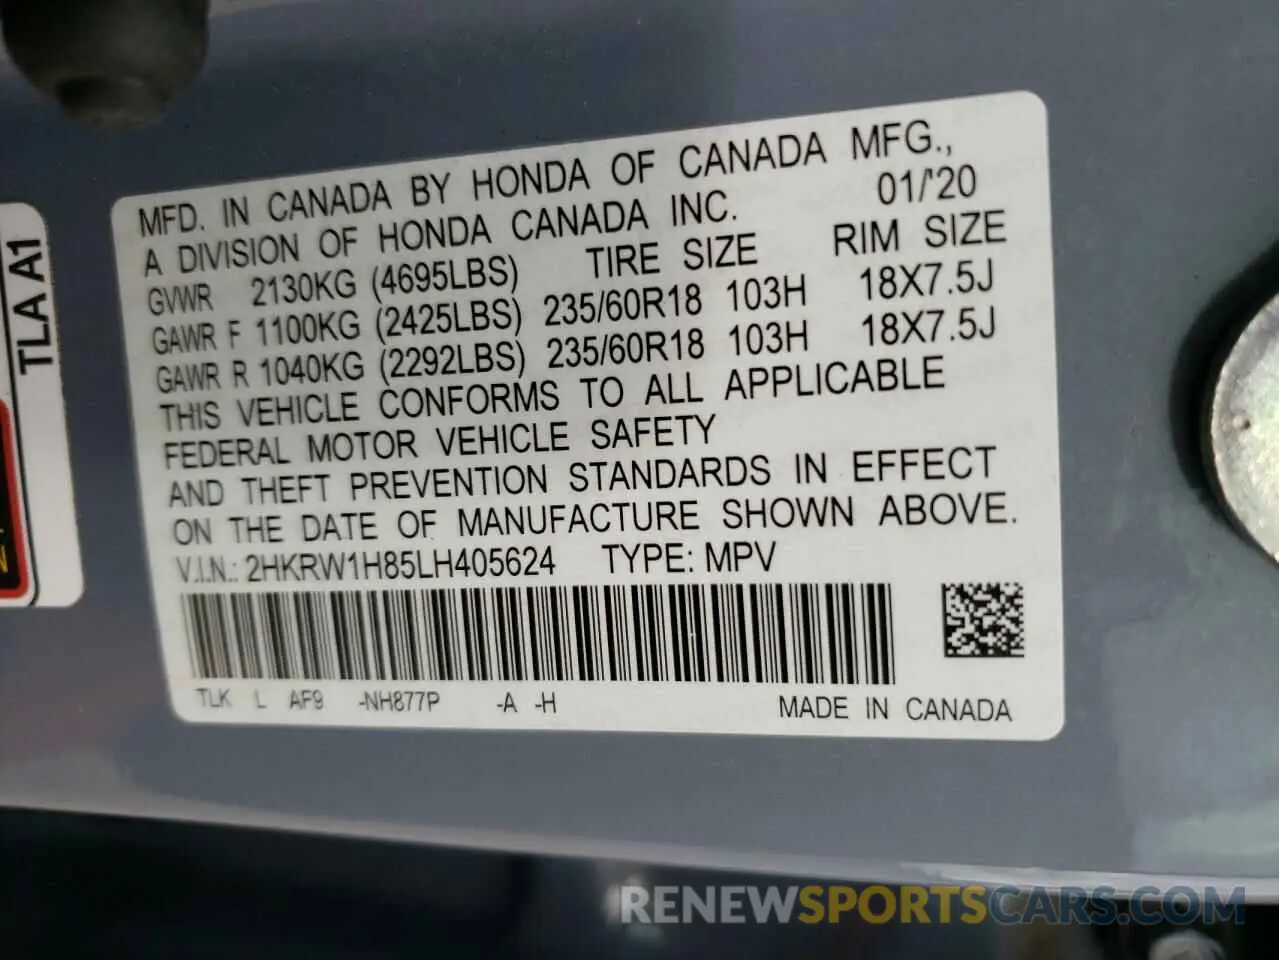 MFD. IN CANADA BY HONDA OF CANADA MFG.,
A DIVISION OF HONDA CANADA INC. 01/'20
GVWR 2130KG (4695LBS) TIRE SIZE RIM SIZE
GAWR F 1100KG (2425LBS) 235/60R18 103H 18X7.5J
GAWR R 1040KG (2292LBS) 235/60R18 103H 18X7.5J
THIS VEHICLE CONFORMS TO ALL APPLICABLE
FEDERAL MOTOR VEHICLE SAFETY
AND THEFT PREVENTION STANDARDS IN EFFECT
ON THE DATE OF MANUFACTURE SHOWN ABOVE.
V.I.N.: 2HKRW1H85LH405624 TYPE: MPV
TLK L AF9 -NH877P -A -H MADE IN CANADA
TLA A1
RENEWSPORTSCARS.COM